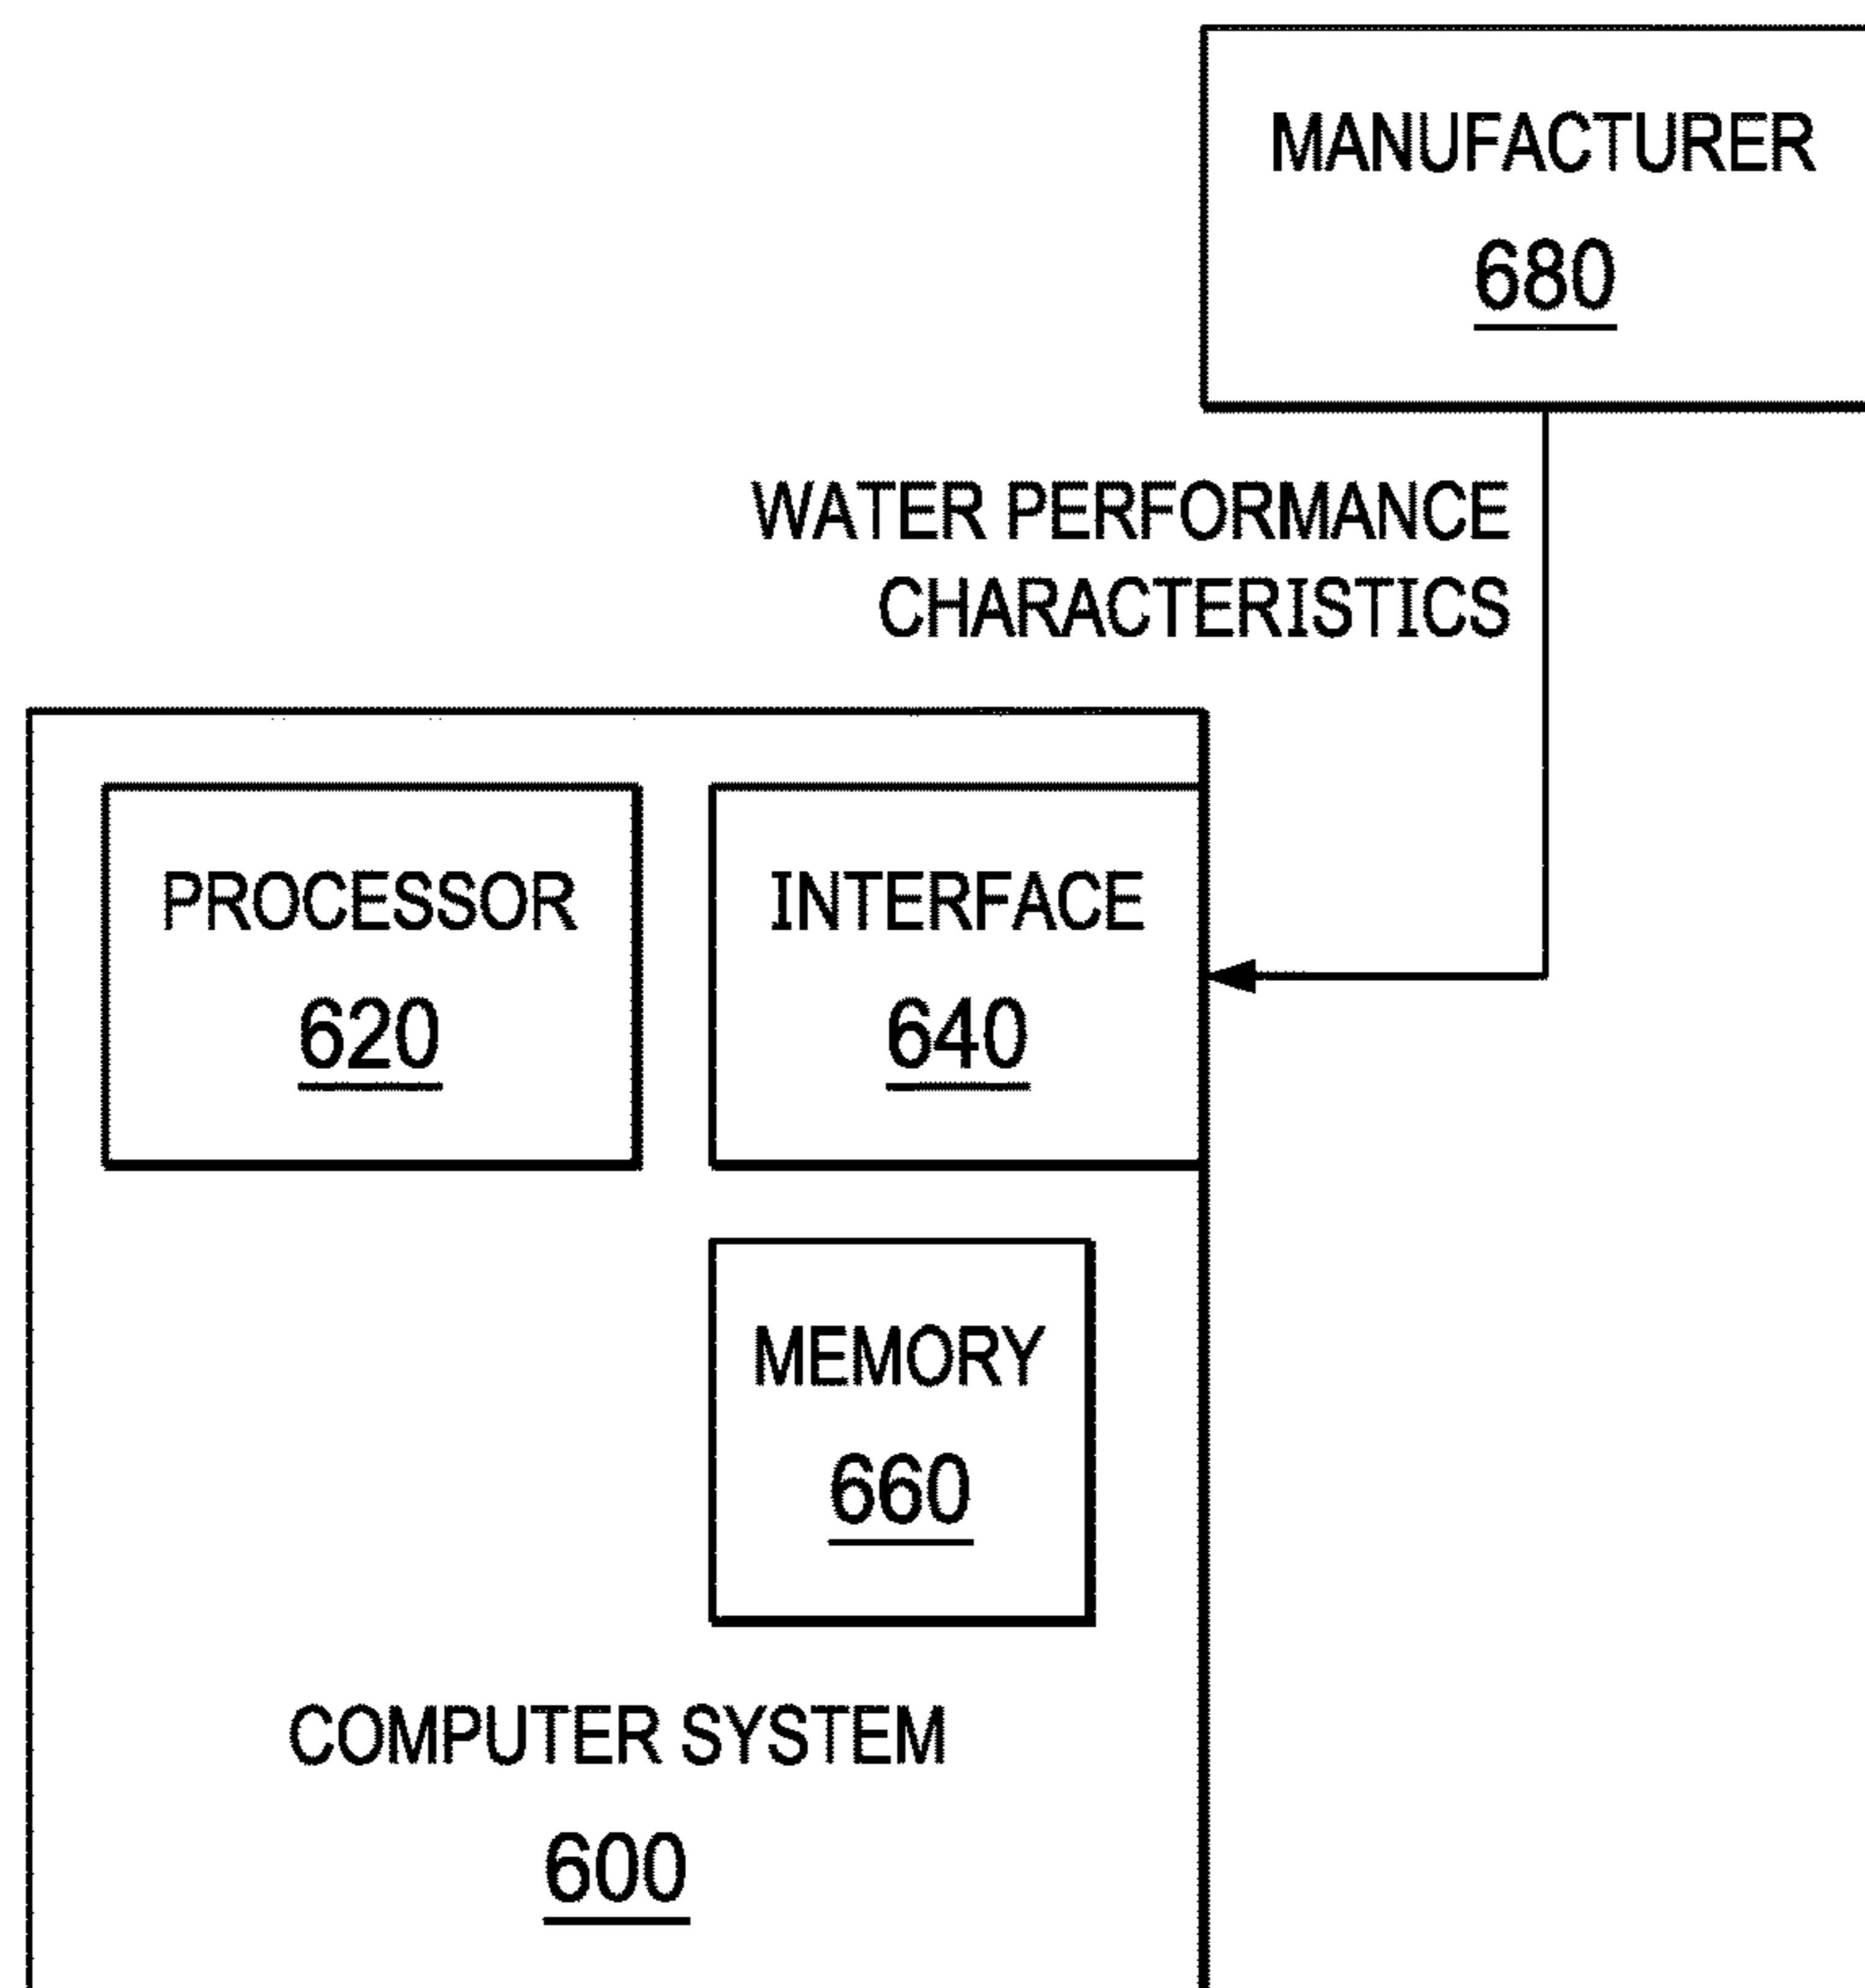 MANUFACTURER
680
WATER PERFORMANCE
CHARACTERISTICS
PROCESSOR
620
INTERFACE
640
MEMORY
660
COMPUTER SYSTEM
600